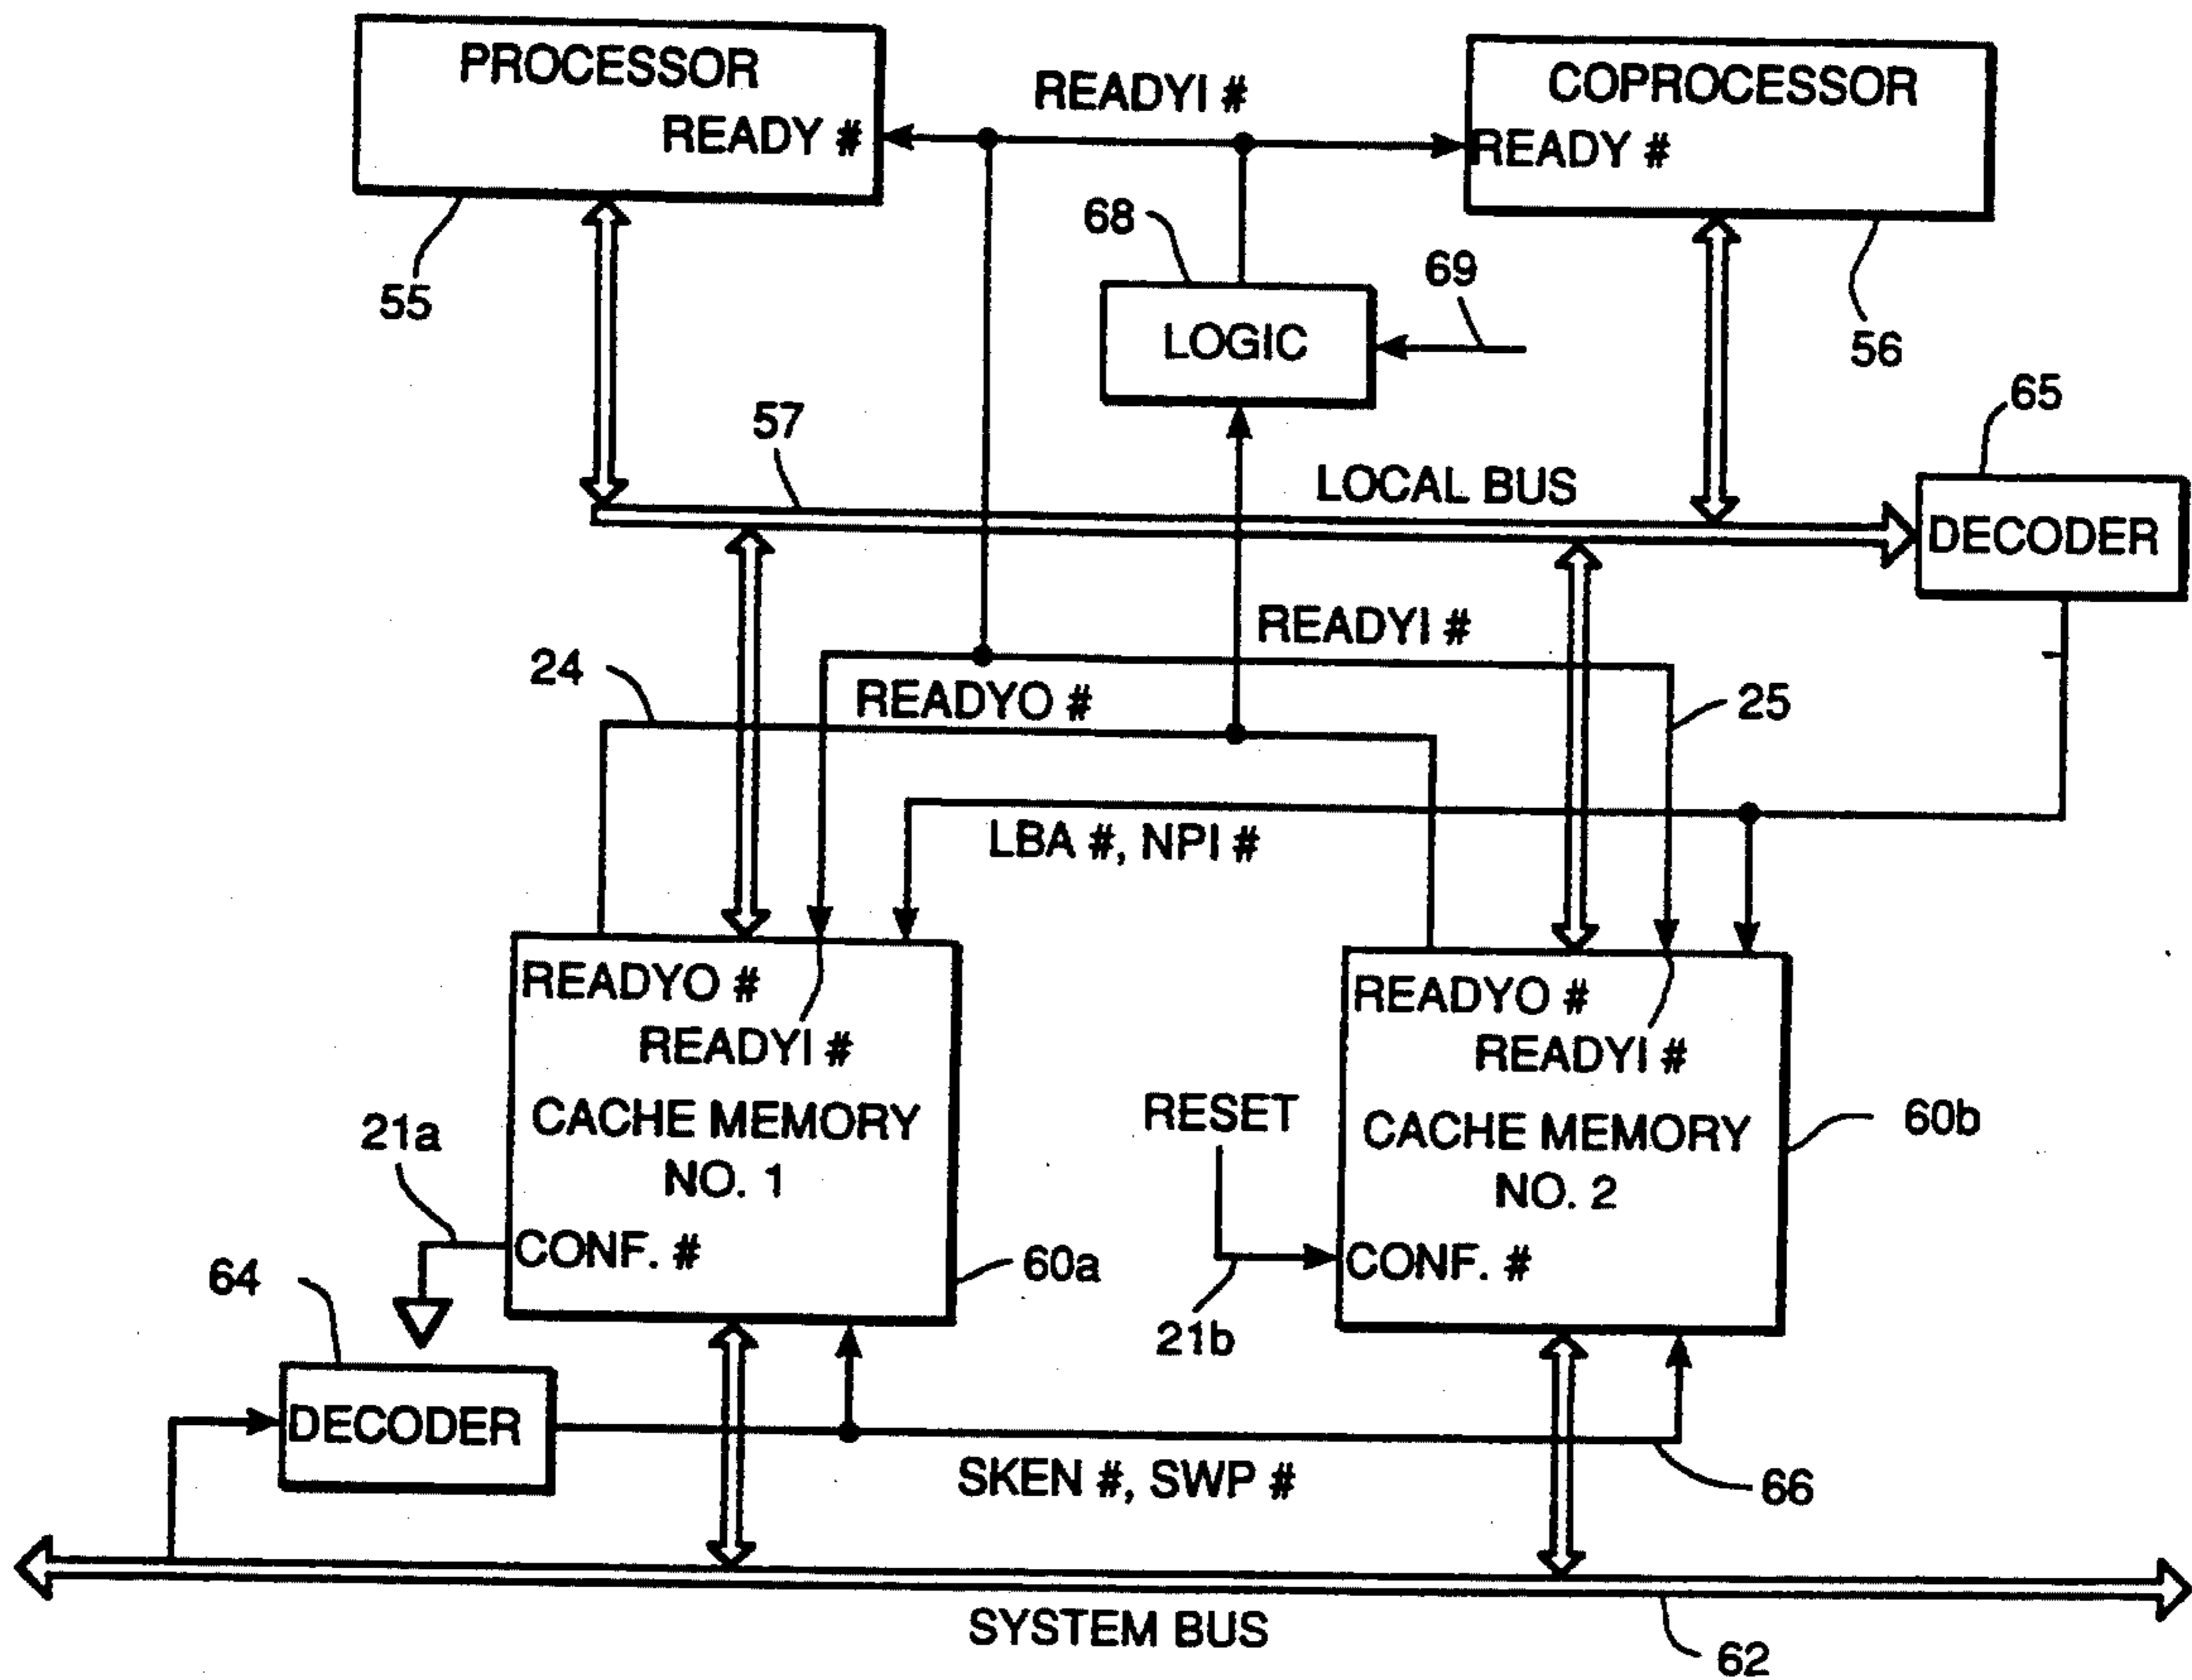 PROCESSOR
READY #
READYI #
COPROCESSOR
READY #
68
69
LOGIC
55
56
57
LOCAL BUS
65
DECODER
READYI #
24
READYO #
25
LBA #, NPI #
READYO #
READYI #
CACHE MEMORY
NO. 1
CONF. #
21a
60a
RESET
21b
READYO #
READYI #
CACHE MEMORY
NO. 2
CONF. #
60b
64
DECODER
SKEN #, SWP #
66
SYSTEM BUS
62